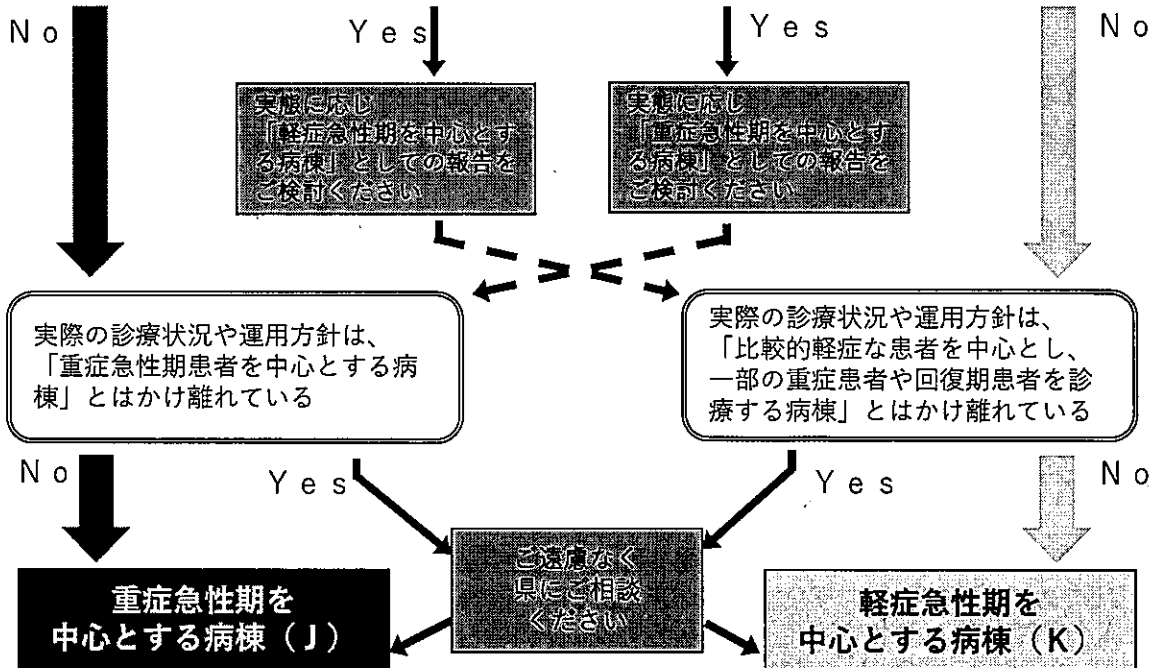 No
Yes
Yes
No
実態に応じ
「軽症急性期を中心とす
る病棟」としての報告を
ご検討ください
実態に応じ
「重症急性期を中心とす
る病棟」としての報告を
ご検討ください
実際の診療状況や運用方針は、
「重症急性期患者を中心とする病
棟」とはかけ離れている
実際の診療状況や運用方針は、
「比較的軽症な患者を中心とし、
一部の重症患者や回復期患者を診
療する病棟」とはかけ離れている
No
Yes
Yes
No
ご遠慮なく
県にご相談
ください
重症急性期を
中心とする病棟（J）
軽症急性期を
中心とする病棟（K）